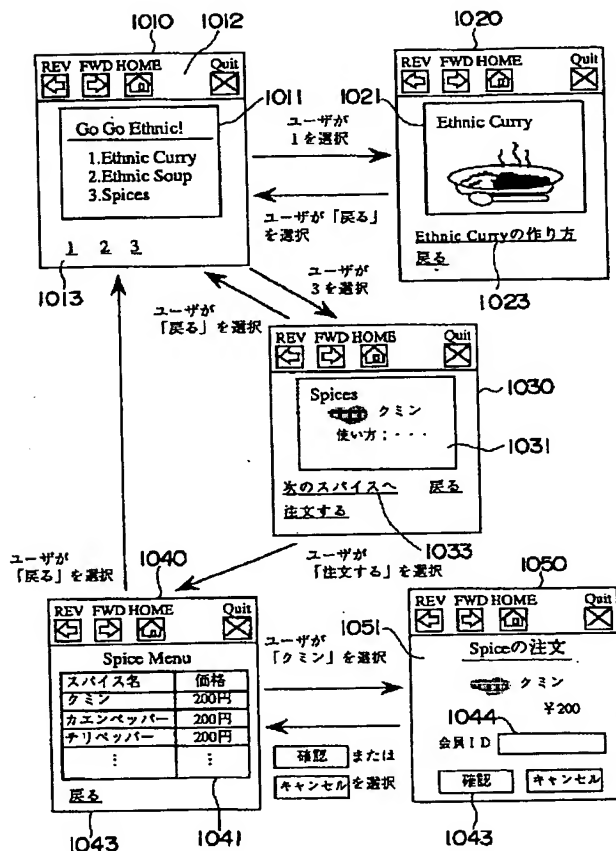 1010
1012
REV FWD HOME Quit
1011
Go Go Ethnic!
1.Ethnic Curry
2.Ethnic Soup
3.Spices
1 2 3
1013
ユーザが
1を選択
ユーザが「戻る」
を選択
1020
REV FWD HOME Quit
1021
Ethnic Curry
Ethnic Curryの作り方
戻る
1023
ユーザが
3を選択
ユーザが
「戻る」を選択
REV FWD HOME Quit
1030
Spices
クミン
使い方:・・・
1031
次のスパイスへ 戻る
注文する
1033
ユーザが
「戻る」を選択
ユーザが
「注文する」を選択
1040
REV FWD HOME Quit
Spice Menu
スパイス名 価格
クミン 200円
カエンペッパー 200円
チリペッパー 200円
⋮ ⋮
戻る
1043
1041
ユーザが
「クミン」を選択
確認 または
キャンセル を選択
1050
REV FWD HOME Quit
1051
Spiceの注文
クミン
¥200
1044
会員ID
確認 キャンセル
1043